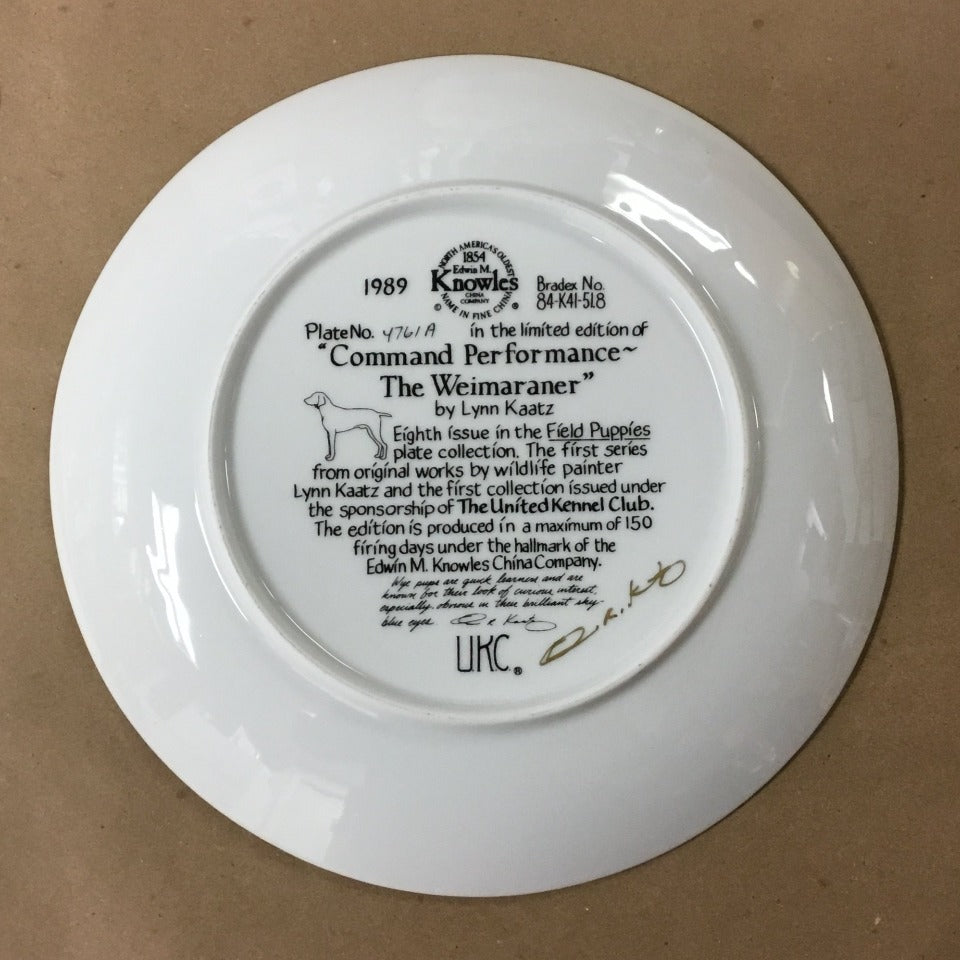 NORTH AMERICA'S OLDEST
1854
Edwin M.
1989 Knowles Bradex No.
CHINA 84-K41-5L8
COMPANY
© NAME IN FINE CHINA ®
Plate No. 4761A in the limited edition of
"Command Performance~
The Weimaraner"
by Lynn Kaatz
Eighth issue in the Field Puppies
plate collection. The first series
from original works by wildlife painter
Lynn Kaatz and the first collection issued under
the sponsorship of The United Kennel Club.
The edition is produced in a maximum of 150
firing days under the hallmark of the
Edwin M. Knowles China Company.
pups are quick learners and are
known for their look of curious interest,
especially obvious in their brilliant sky-
blue eyes. Kaatz
U.K.C.®